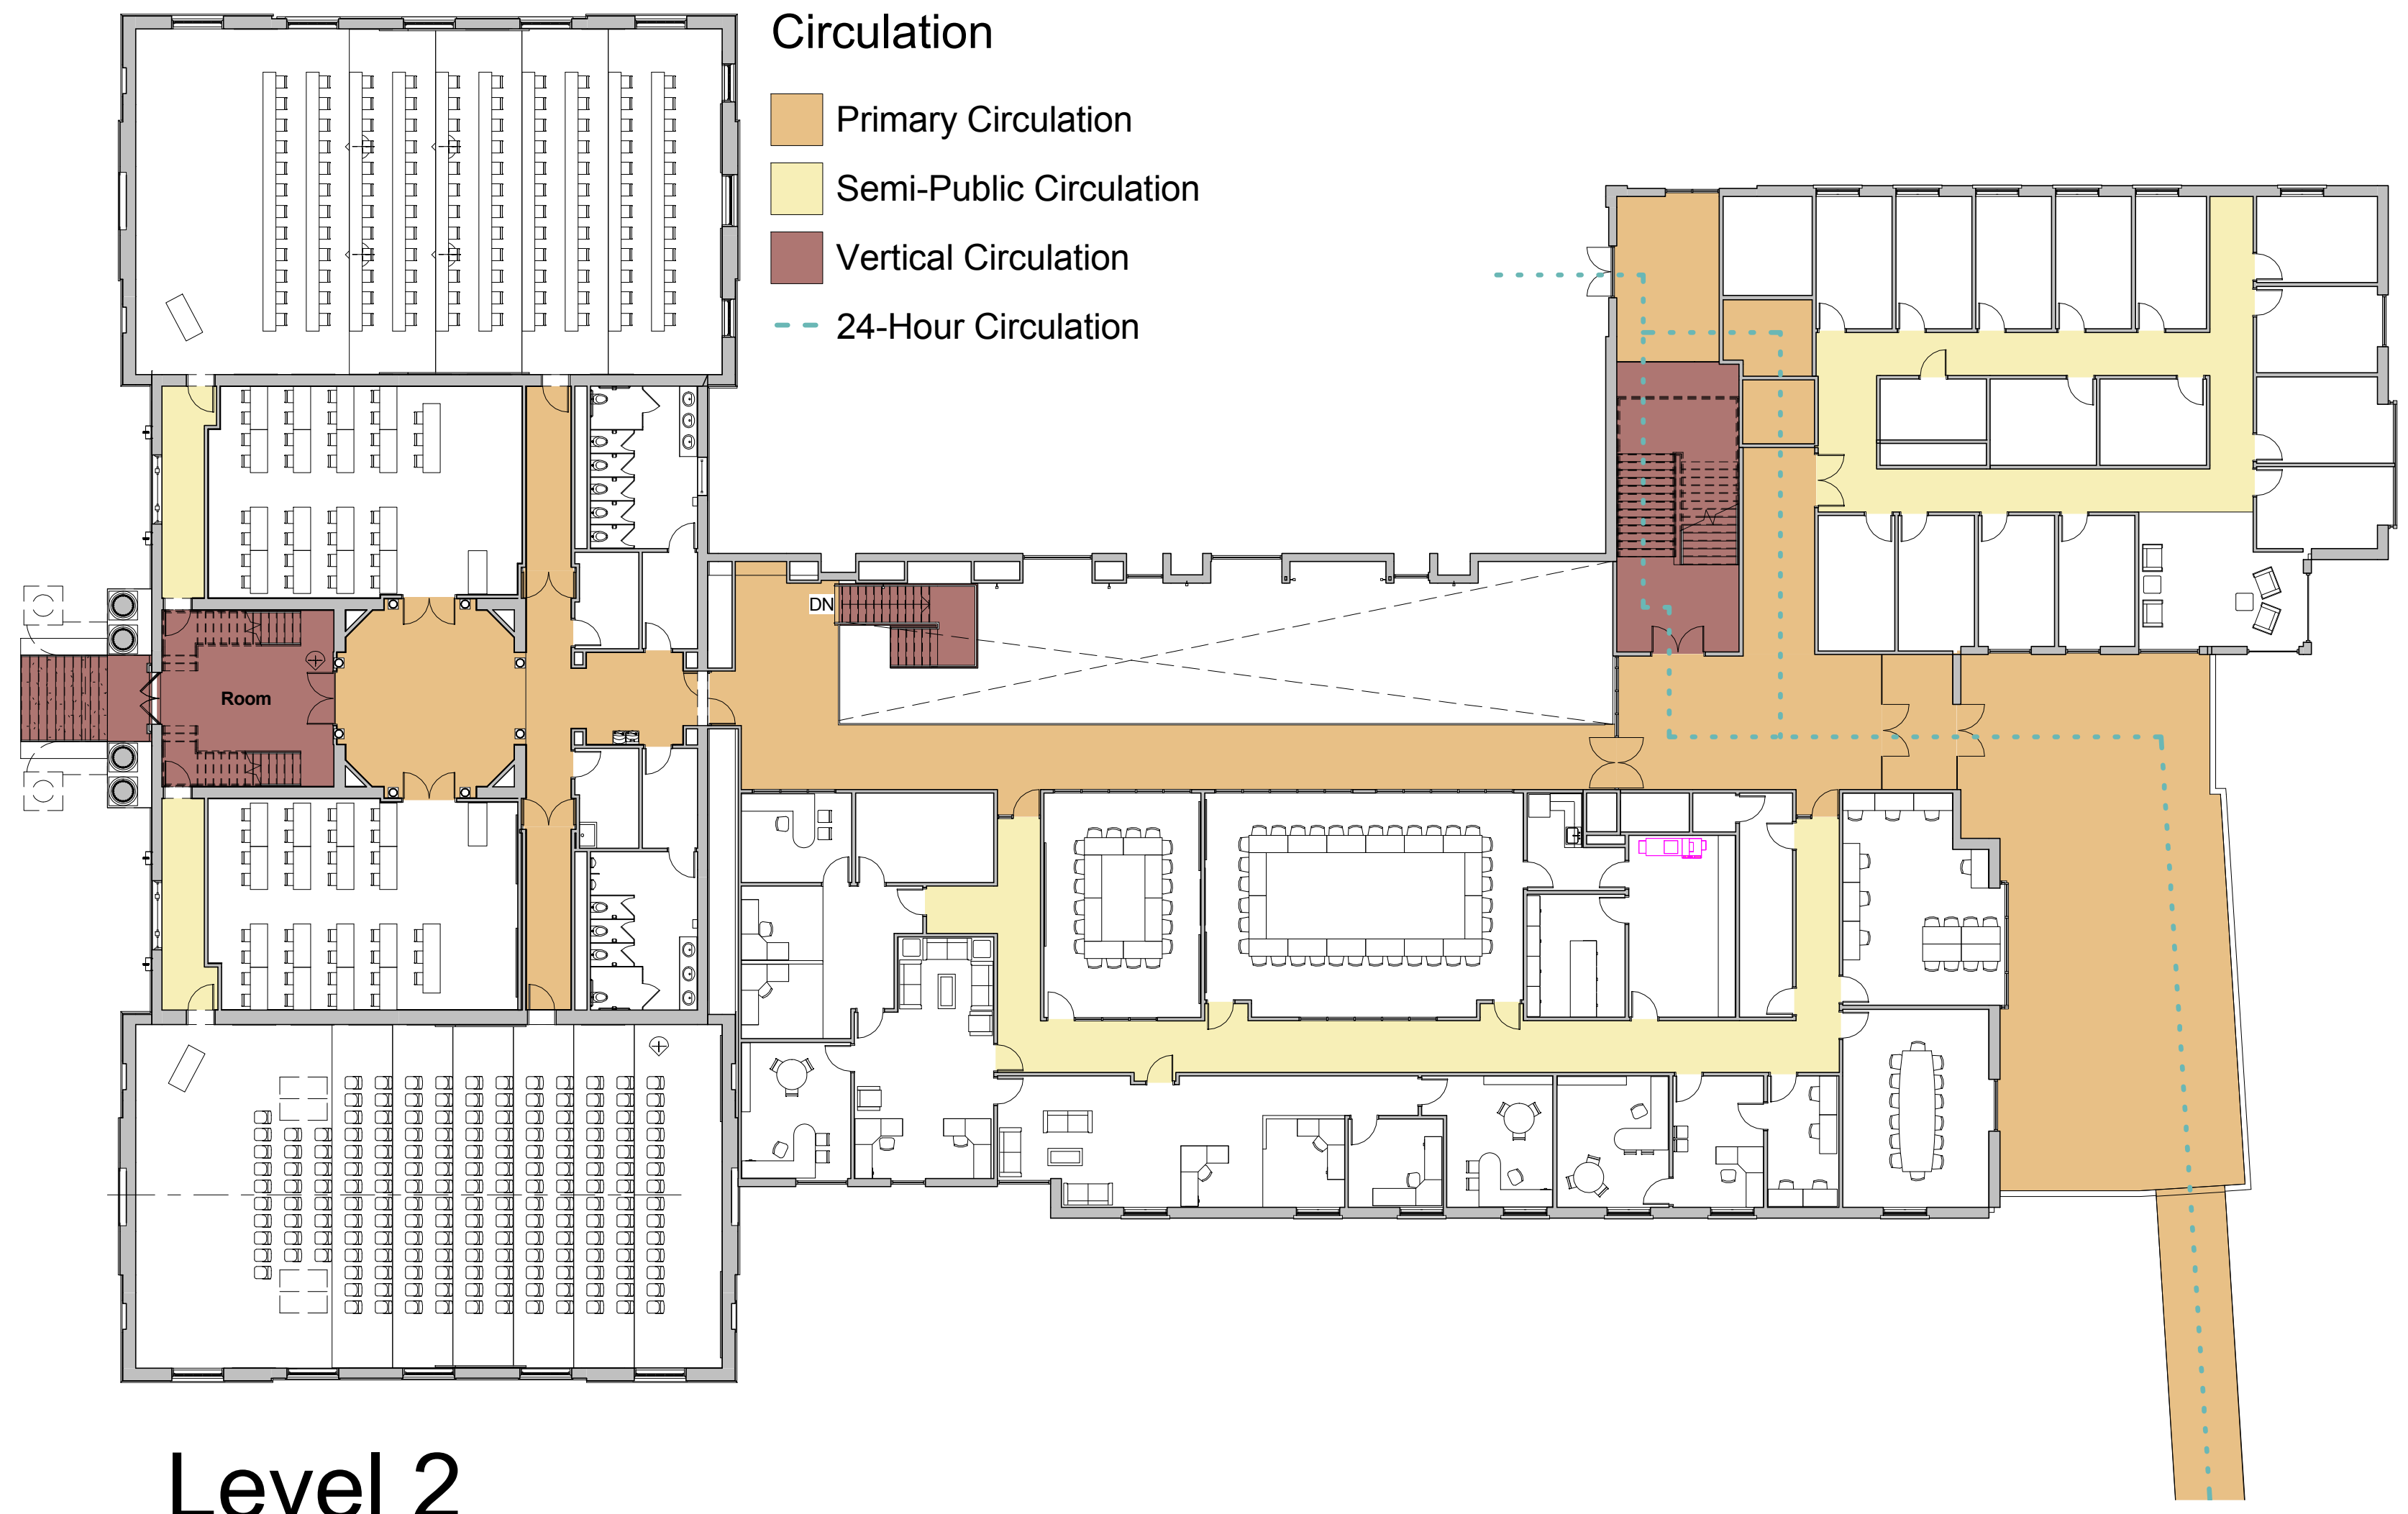 Circulation
Primary Circulation
Semi-Public Circulation
Vertical Circulation
24-Hour Circulation
DN
Room
Level 2